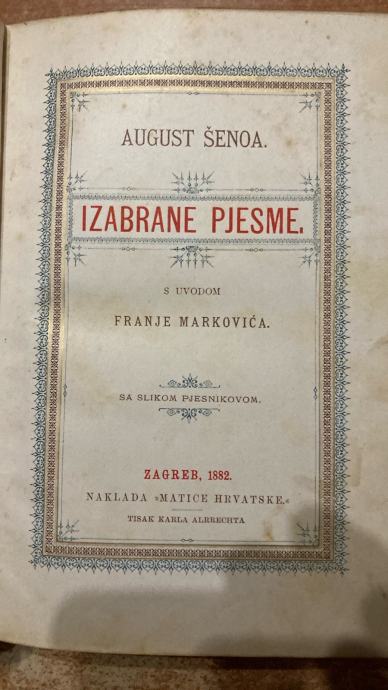 AUGUST ŠENOA.
IZABRANE PJESME.
S UVODOM
FRANJE MARKOVIĆA.
SA SLIKOM PJESNIKOVOM.
ZAGREB, 1882.
NAKLADA »MATICE HRVATSKE.«
TISAK KARLA ALBRECHTA